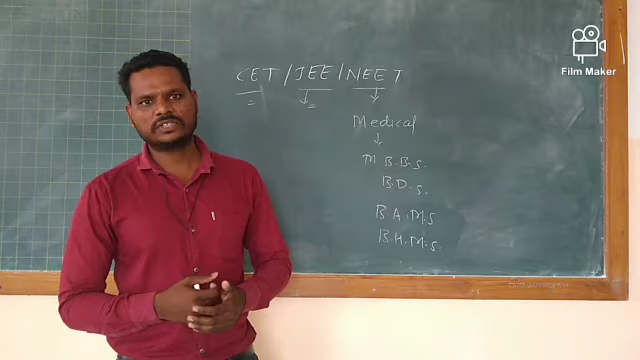 CET / JEE / NEET
Medical
M B.B.S.
B.D.S.
B.A.M.S
B.H.M.S.
Film Maker